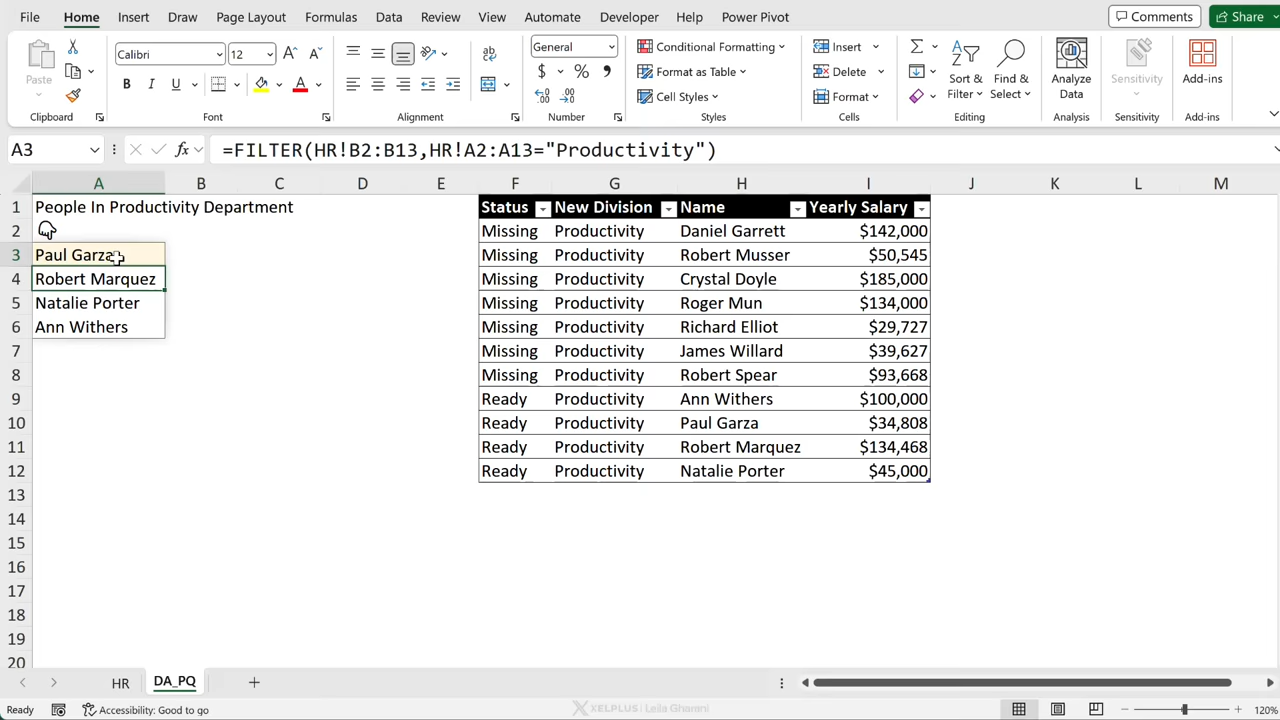 File Home Insert Draw Page Layout Formulas Data Review View Automate Developer Help Power Pivot Comments Share
Paste Calibri 12 General Conditional Formatting Insert Sort & Find & Analyze Sensitivity Add-ins
B I U $ % , Format as Table Delete Filter Select Data
Cell Styles Format
Clipboard Font Alignment Number Styles Cells Editing Analysis Sensitivity Add-ins
A3 fx =FILTER(HR!B2:B13,HR!A2:A13="Productivity")
A B C D E F G H I J K L M
1 People In Productivity Department Status New Division Name Yearly Salary
2 Missing Productivity Daniel Garrett $142,000
3 Paul Garza Missing Productivity Robert Musser $50,545
4 Robert Marquez Missing Productivity Crystal Doyle $185,000
5 Natalie Porter Missing Productivity Roger Mun $134,000
6 Ann Withers Missing Productivity Richard Elliot $29,727
7 Missing Productivity James Willard $39,627
8 Missing Productivity Robert Spear $93,668
9 Ready Productivity Ann Withers $100,000
10 Ready Productivity Paul Garza $34,808
11 Ready Productivity Robert Marquez $134,468
12 Ready Productivity Natalie Porter $45,000
13
14
15
16
17
18
19
20
HR DA_PQ
Ready Accessibility: Good to go XELPLUS | Leila Gharani 120%